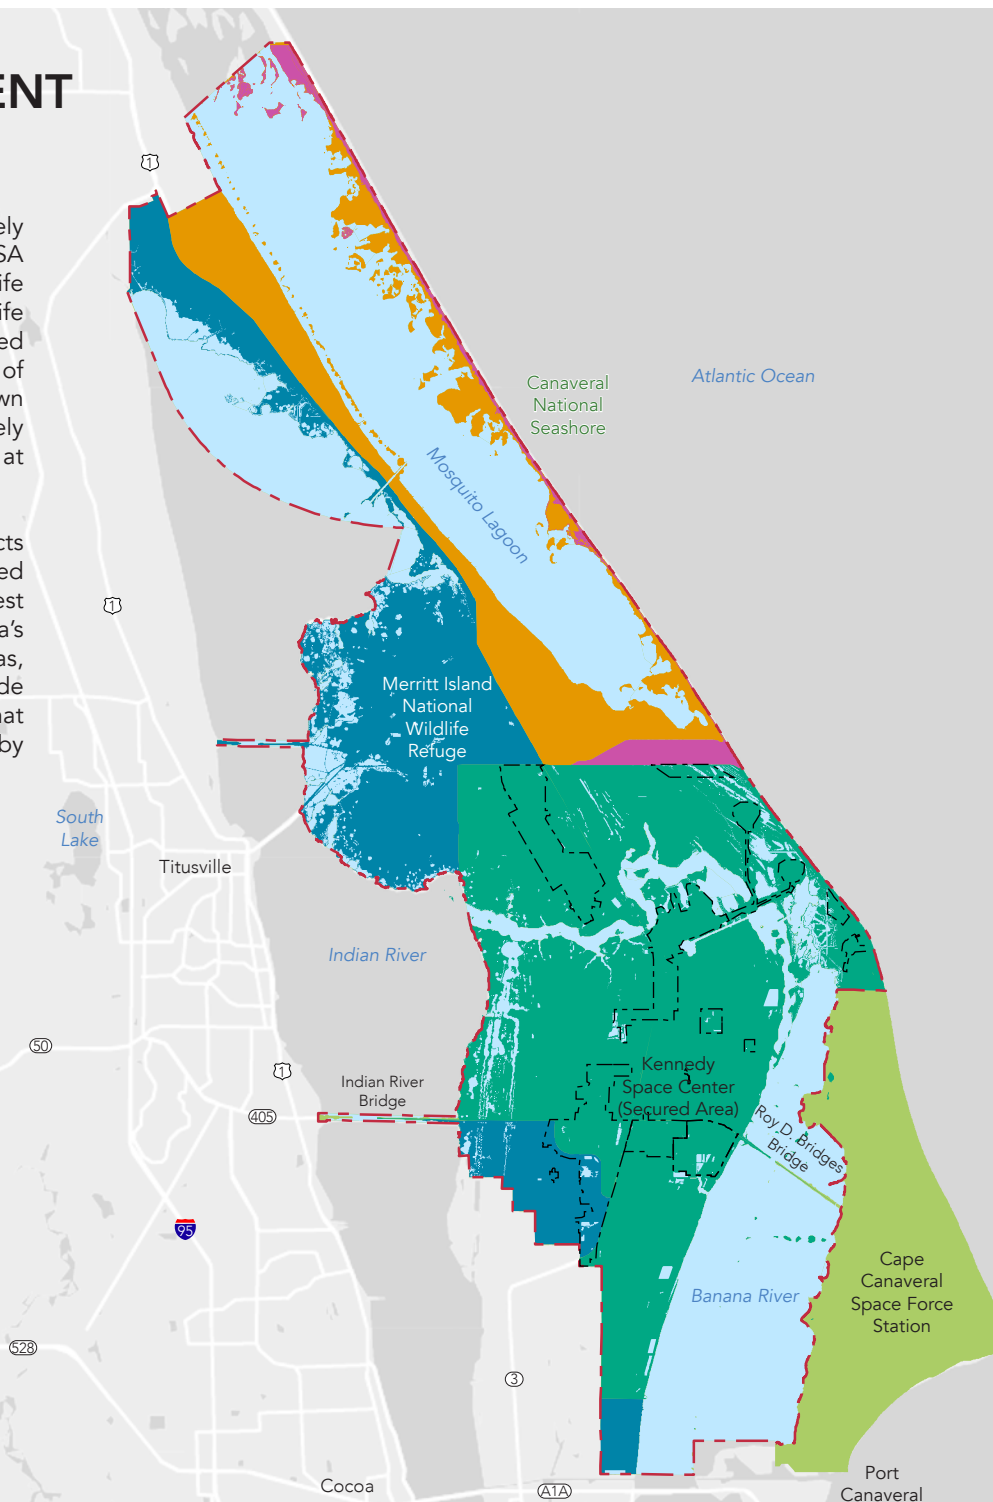 ENT
ely
SA
ife
ife
ed
of
wn
ely
at
cts
ed
est
a's
as,
de
hat
by
1
Canaveral
National
Seashore
Atlantic Ocean
Mosquito Lagoon
1
Merritt Island
National
Wildlife
Refuge
South
Lake
Titusville
Indian River
50
1
Indian River
Bridge
405
Kennedy
Space Center
(Secured Area)
Roy D. Bridges
Bridge
95
Cape
Canaveral
Space Force
Station
Banana River
528
3
Cocoa
A1A
Port
Canaveral